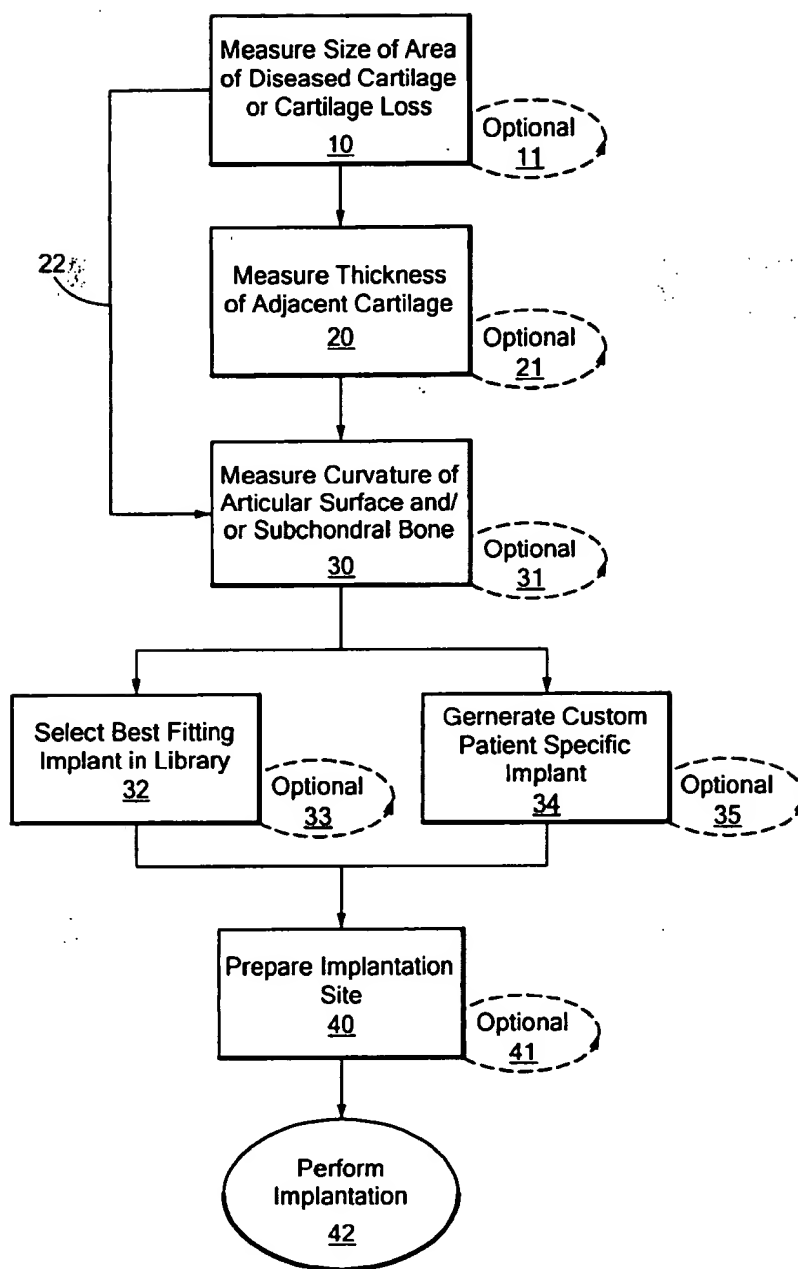 Measure Size of Area
of Diseased Cartilage
or Cartilage Loss
10
Optional
11
22
Measure Thickness
of Adjacent Cartilage
20
Optional
21
Measure Curvature of
Articular Surface and/
or Subchondral Bone
30
Optional
31
Select Best Fitting
Implant in Library
32
Optional
33
Gernerate Custom
Patient Specific
Implant
34
Optional
35
Prepare Implantation
Site
40
Optional
41
Perform
Implantation
42